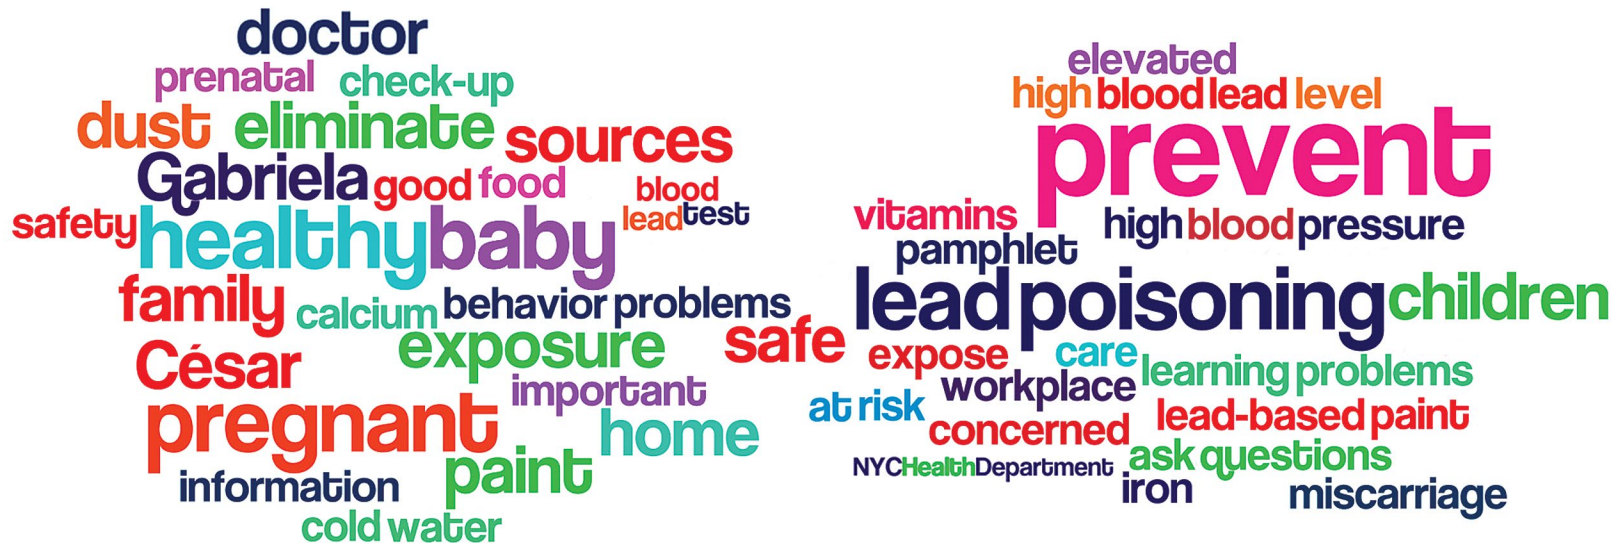 doctor
prenatal check-up
dust eliminate sources
Gabriela good food blood
safety healthy baby lead test
family calcium behavior problems
exposure safe
César
important
pregnant home
paint
information
cold water
elevated
high blood lead level
prevent
vitamins high blood pressure
pamphlet
lead poisoning children
expose care
workplace learning problems
at risk lead-based paint
concerned
NYCHealthDepartment ask questions
iron miscarriage